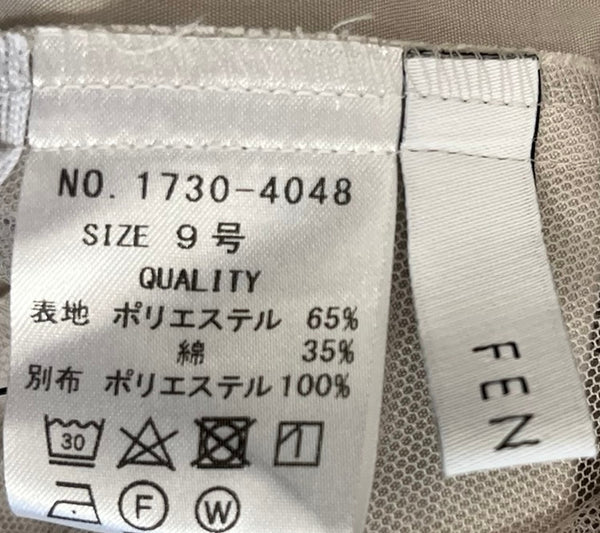 NO. 1730-4048
SIZE 9号
QUALITY
表地 ポリエステル 65%
綿 35%
別布 ポリエステル 100%
30
F
W
FEN